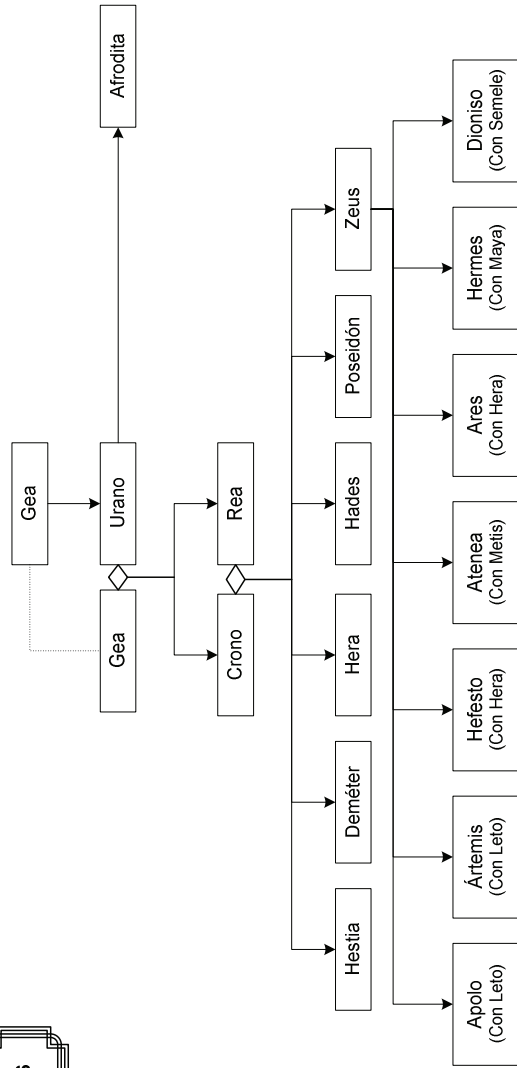 Gea
Gea
Urano
Afrodita
Crono
Rea
Hestia
Deméter
Hera
Hades
Poseidón
Zeus
Apolo
(Con Leto)
Ártemis
(Con Leto)
Hefesto
(Con Hera)
Atenea
(Con Metis)
Ares
(Con Hera)
Hermes
(Con Maya)
Dioniso
(Con Semele)